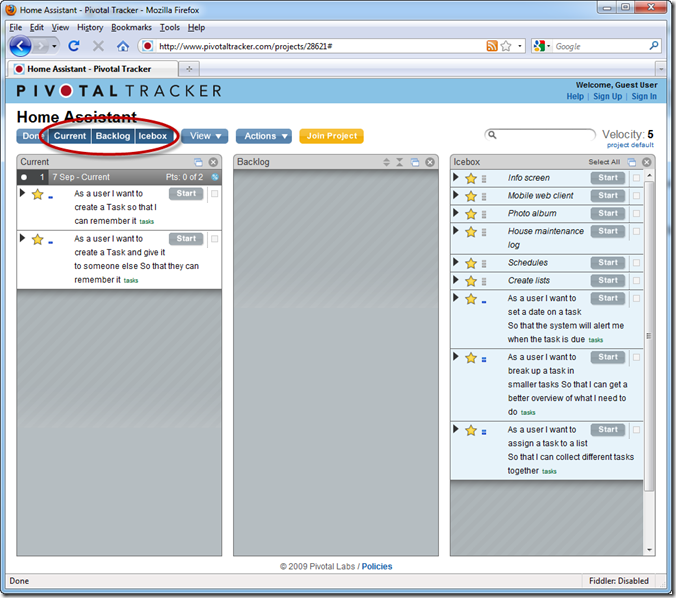 Home Assistant - Pivotal Tracker - Mozilla Firefox
File Edit View History Bookmarks Tools Help
http://www.pivotaltracker.com/projects/28621#
Google
Home Assistant - Pivotal Tracker
PIVOTAL TRACKER
Welcome, Guest User
Help | Sign Up | Sign In
Home Assistant
Done Current Backlog Icebox View Actions Join Project
Velocity: 5
project default
Current
1 7 Sep - Current Pts: 0 of 2
As a user I want to
create a Task so that I
can remember it tasks
Start
As a user I want to
create a Task and give it
to someone else So that they can
remember it tasks
Start
Backlog
Icebox Select All
Info screen Start
Mobile web client Start
Photo album Start
House maintenance
log
Start
Schedules Start
Create lists Start
As a user I want to
set a date on a task
So that the system will alert me
when the task is due tasks
Start
As a user I want to
break up a task in
smaller tasks So that I can get a
better overview of what I need to
do tasks
Start
As a user I want to
assign a task to a list
So that I can collect different tasks
together tasks
Start
© 2009 Pivotal Labs / Policies
Done
Fiddler: Disabled